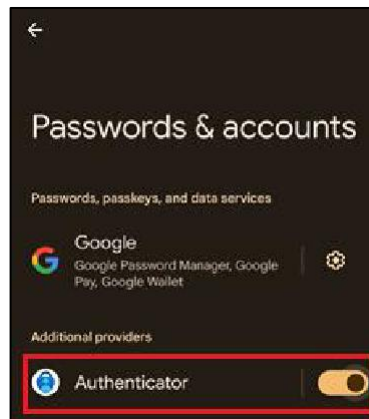 Passwords & accounts
Passwords, passkeys, and data services
Google
Google Password Manager, Google
Pay, Google Wallet
Additional providers
Authenticator